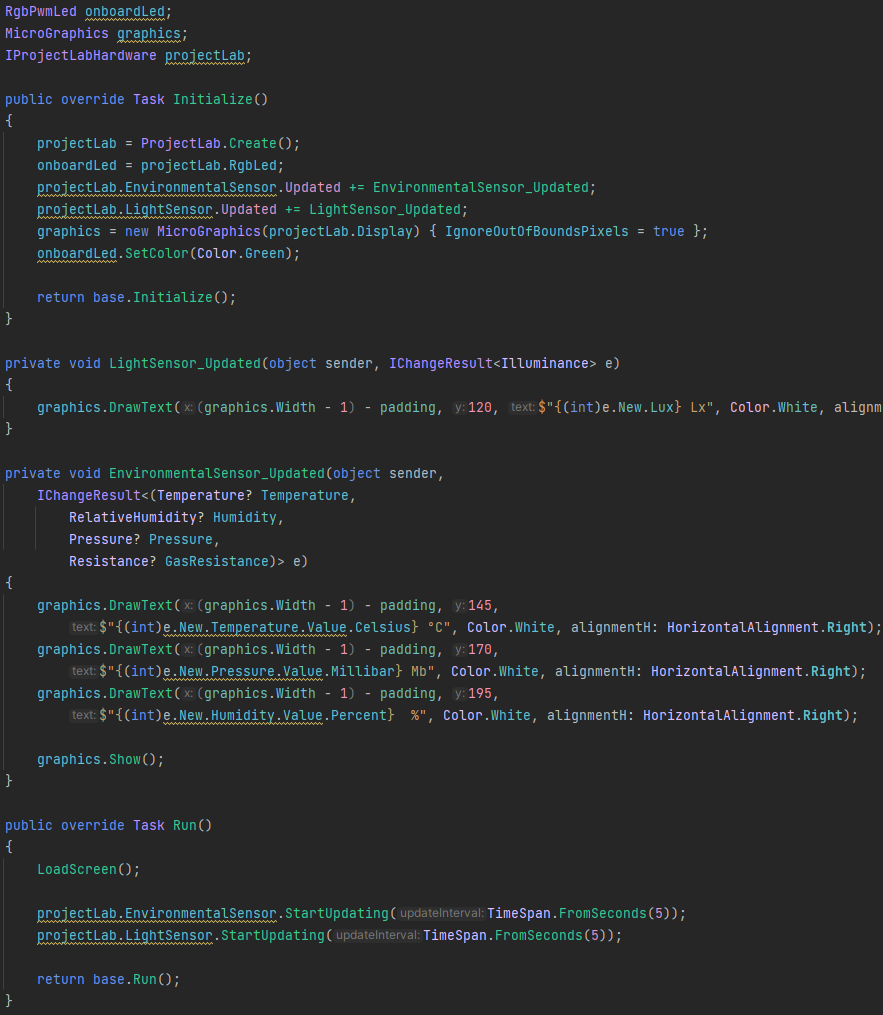 RgbPwmLed onboardLed;
MicroGraphics graphics;
IProjectLabHardware projectLab;
public override Task Initialize()
{
projectLab = ProjectLab.Create();
onboardLed = projectLab.RgbLed;
projectLab.EnvironmentalSensor.Updated += EnvironmentalSensor_Updated;
projectLab.LightSensor.Updated += LightSensor_Updated;
graphics = new MicroGraphics(projectLab.Display) { IgnoreOutOfBoundsPixels = true };
onboardLed.SetColor(Color.Green);
return base.Initialize();
}
private void LightSensor_Updated(object sender, IChangeResult<Illuminance> e)
{
graphics.DrawText( x: (graphics.Width - 1) - padding, y: 120, text: $"{(int)e.New.Lux} Lx", Color.White, alignm
}
private void EnvironmentalSensor_Updated(object sender,
IChangeResult<(Temperature? Temperature,
RelativeHumidity? Humidity,
Pressure? Pressure,
Resistance? GasResistance)> e)
{
graphics.DrawText( x: (graphics.Width - 1) - padding, y: 145,
text: $"{(int)e.New.Temperature.Value.Celsius} °C", Color.White, alignmentH: HorizontalAlignment.Right);
graphics.DrawText( x: (graphics.Width - 1) - padding, y: 170,
text: $"{(int)e.New.Pressure.Value.Millibar} Mb", Color.White, alignmentH: HorizontalAlignment.Right);
graphics.DrawText( x: (graphics.Width - 1) - padding, y: 195,
text: $"{(int)e.New.Humidity.Value.Percent}  %", Color.White, alignmentH: HorizontalAlignment.Right);
graphics.Show();
}
public override Task Run()
{
LoadScreen();
projectLab.EnvironmentalSensor.StartUpdating( updateInterval: TimeSpan.FromSeconds(5));
projectLab.LightSensor.StartUpdating( updateInterval: TimeSpan.FromSeconds(5));
return base.Run();
}